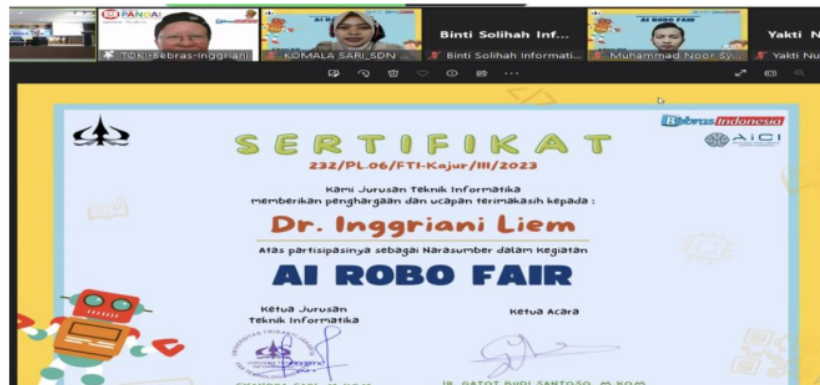 PANDAI
TOKI-Bebras-Inggriani
KOMALA SARI_SDN ...
Binti Solihah Inf...
Binti Solihah Informati...
AI ROBO FAIR
Muhammad Noor Sy...
Yakti N
Yakti Nu
Bebras Indonesia
AiCI
SERTIFIKAT
232/PL.06/FTI-Kajur/III/2023
Kami Jurusan Teknik Informatika
memberikan penghargaan dan ucapan terimakasih kepada :
Dr. Inggriani Liem
Atas partisipasinya sebagai Narasumber dalam kegiatan
AI ROBO FAIR
Ketua Jurusan
Teknik Informatika
Ketua Acara
IR. GATOT BUDI SANTOSO, M.KOM